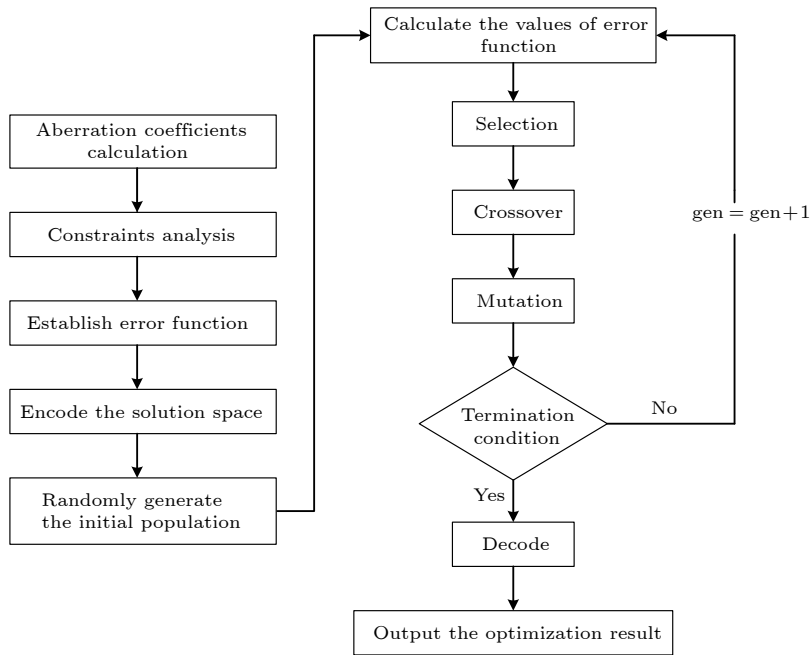 Aberration coefficients
calculation
Constraints analysis
Establish error function
Encode the solution space
Randomly generate
the initial population
Calculate the values of error
function
Selection
Crossover
Mutation
Termination
condition
No
gen = gen+1
Yes
Decode
Output the optimization result